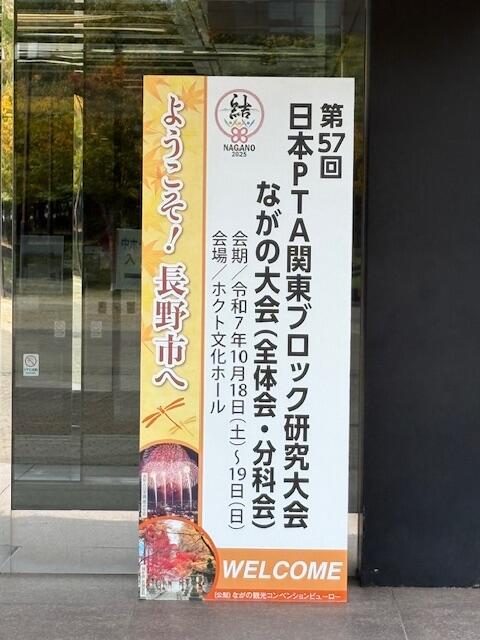 第57回
日本PTA関東ブロック研究大会
ながの大会(全体会・分科会)
会期／令和7年10月18日(土)～19日(日)
会場／ホクト文化ホール
結
NAGANO
2025
ようこそ！長野市へ
WELCOME
(公財)ながの観光コンベンションビューロー